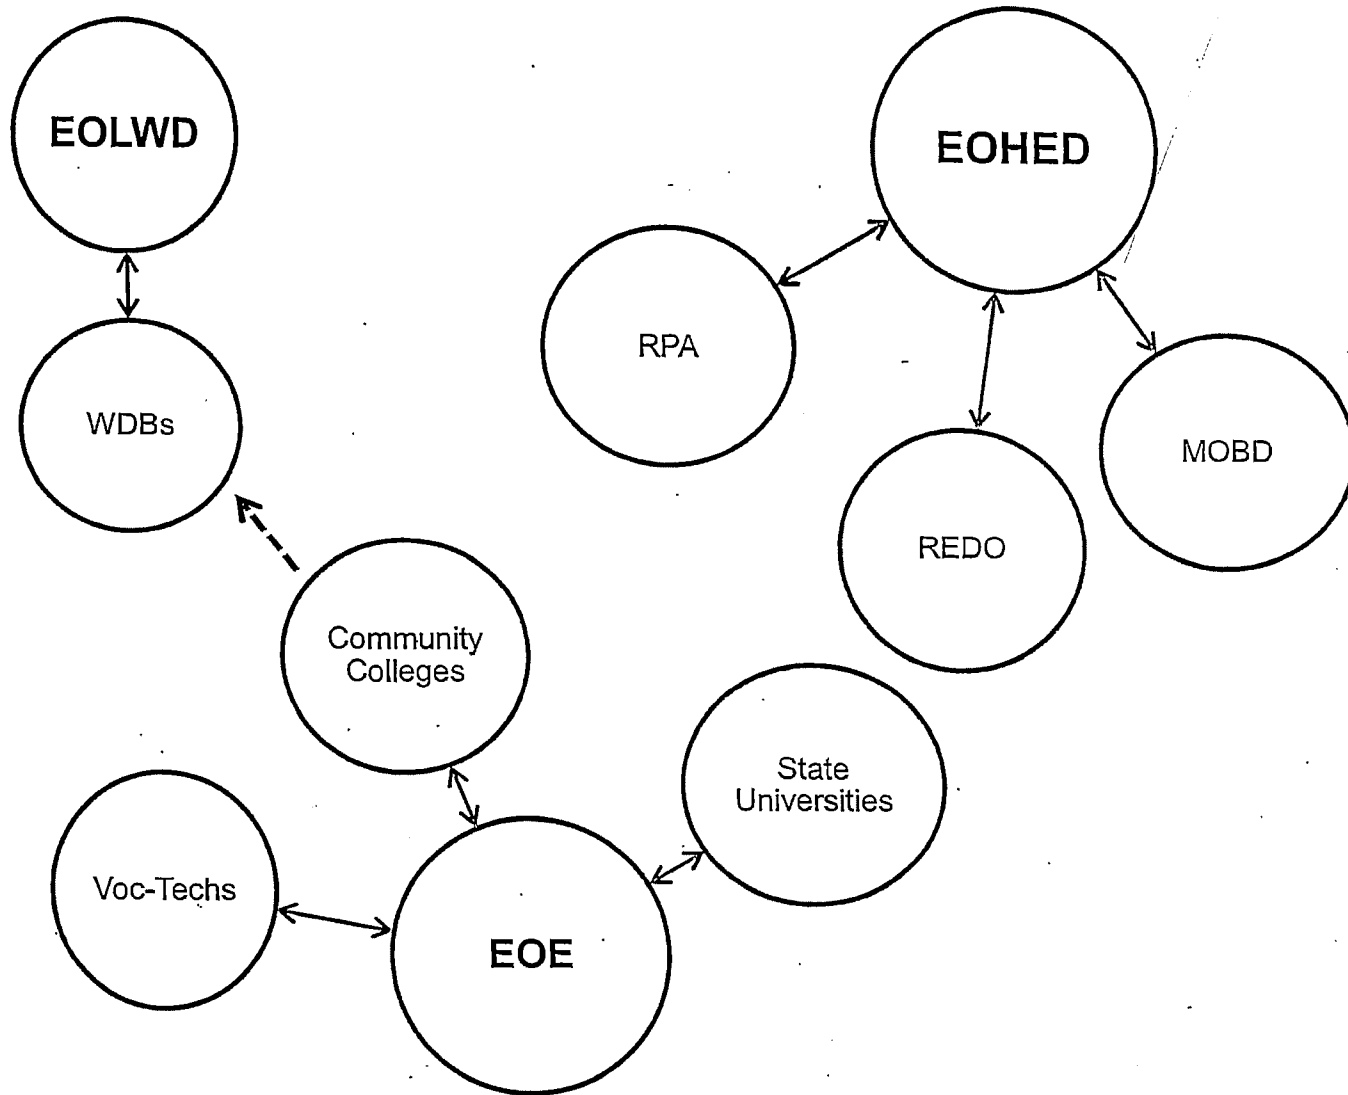 EOLWD
EOHED
RPA
WDBs
MOBD
REDO
Community
Colleges
State
Universities
Voc-Techs
EOE